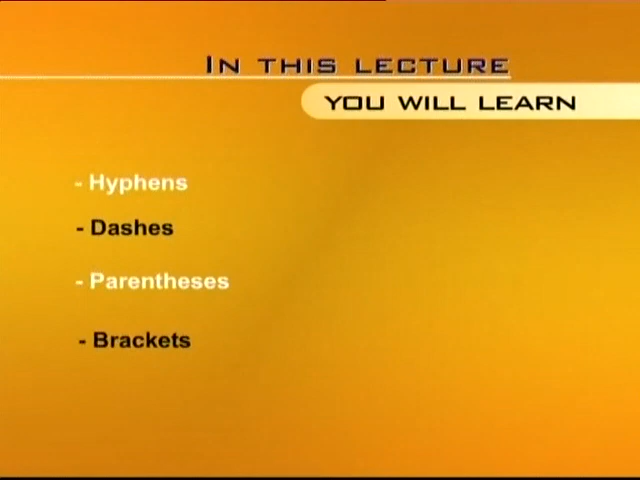 In this lecture
you will learn
- Hyphens
- Dashes
- Parentheses
- Brackets